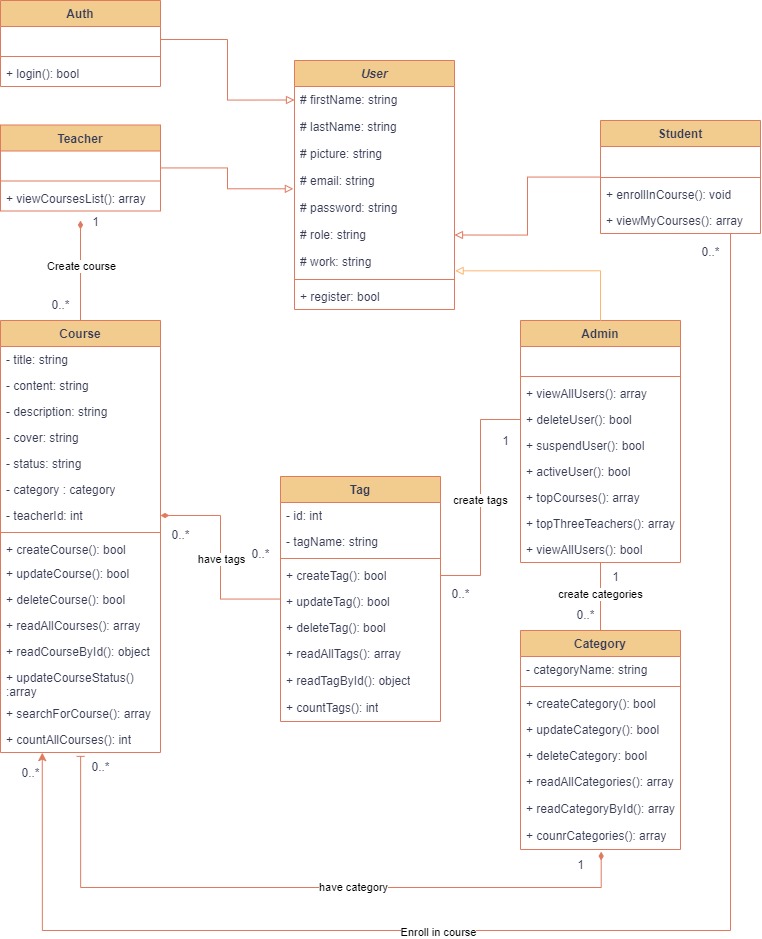 Auth
+ login(): bool
User
# firstName: string
# lastName: string
# picture: string
# email: string
# password: string
# role: string
# work: string
+ register: bool
Teacher
+ viewCoursesList(): array
Student
+ enrollInCourse(): void
+ viewMyCourses(): array
1
Create course
0..*
0..*
Course
- title: string
- content: string
- description: string
- cover: string
- status: string
- category : category
- teacherId: int
+ createCourse(): bool
+ updateCourse(): bool
+ deleteCourse(): bool
+ readAllCourses(): array
+ readCourseById(): object
+ updateCourseStatus()
:array
+ searchForCourse(): array
+ countAllCourses(): int
Admin
+ viewAllUsers(): array
+ deleteUser(): bool
+ suspendUser(): bool
+ activeUser(): bool
+ topCourses(): array
+ topThreeTeachers(): array
+ viewAllUsers(): bool
1
create tags
0..*
0..*
have tags
0..*
Tag
- id: int
- tagName: string
+ createTag(): bool
+ updateTag(): bool
+ deleteTag(): bool
+ readAllTags(): array
+ readTagById(): object
+ countTags(): int
1
create categories
0..*
Category
- categoryName: string
+ createCategory(): bool
+ updateCategory(): bool
+ deleteCategory: bool
+ readAllCategories(): array
+ readCategoryById(): array
+ counrCategories(): array
0..*
0..*
1
have category
Enroll in course